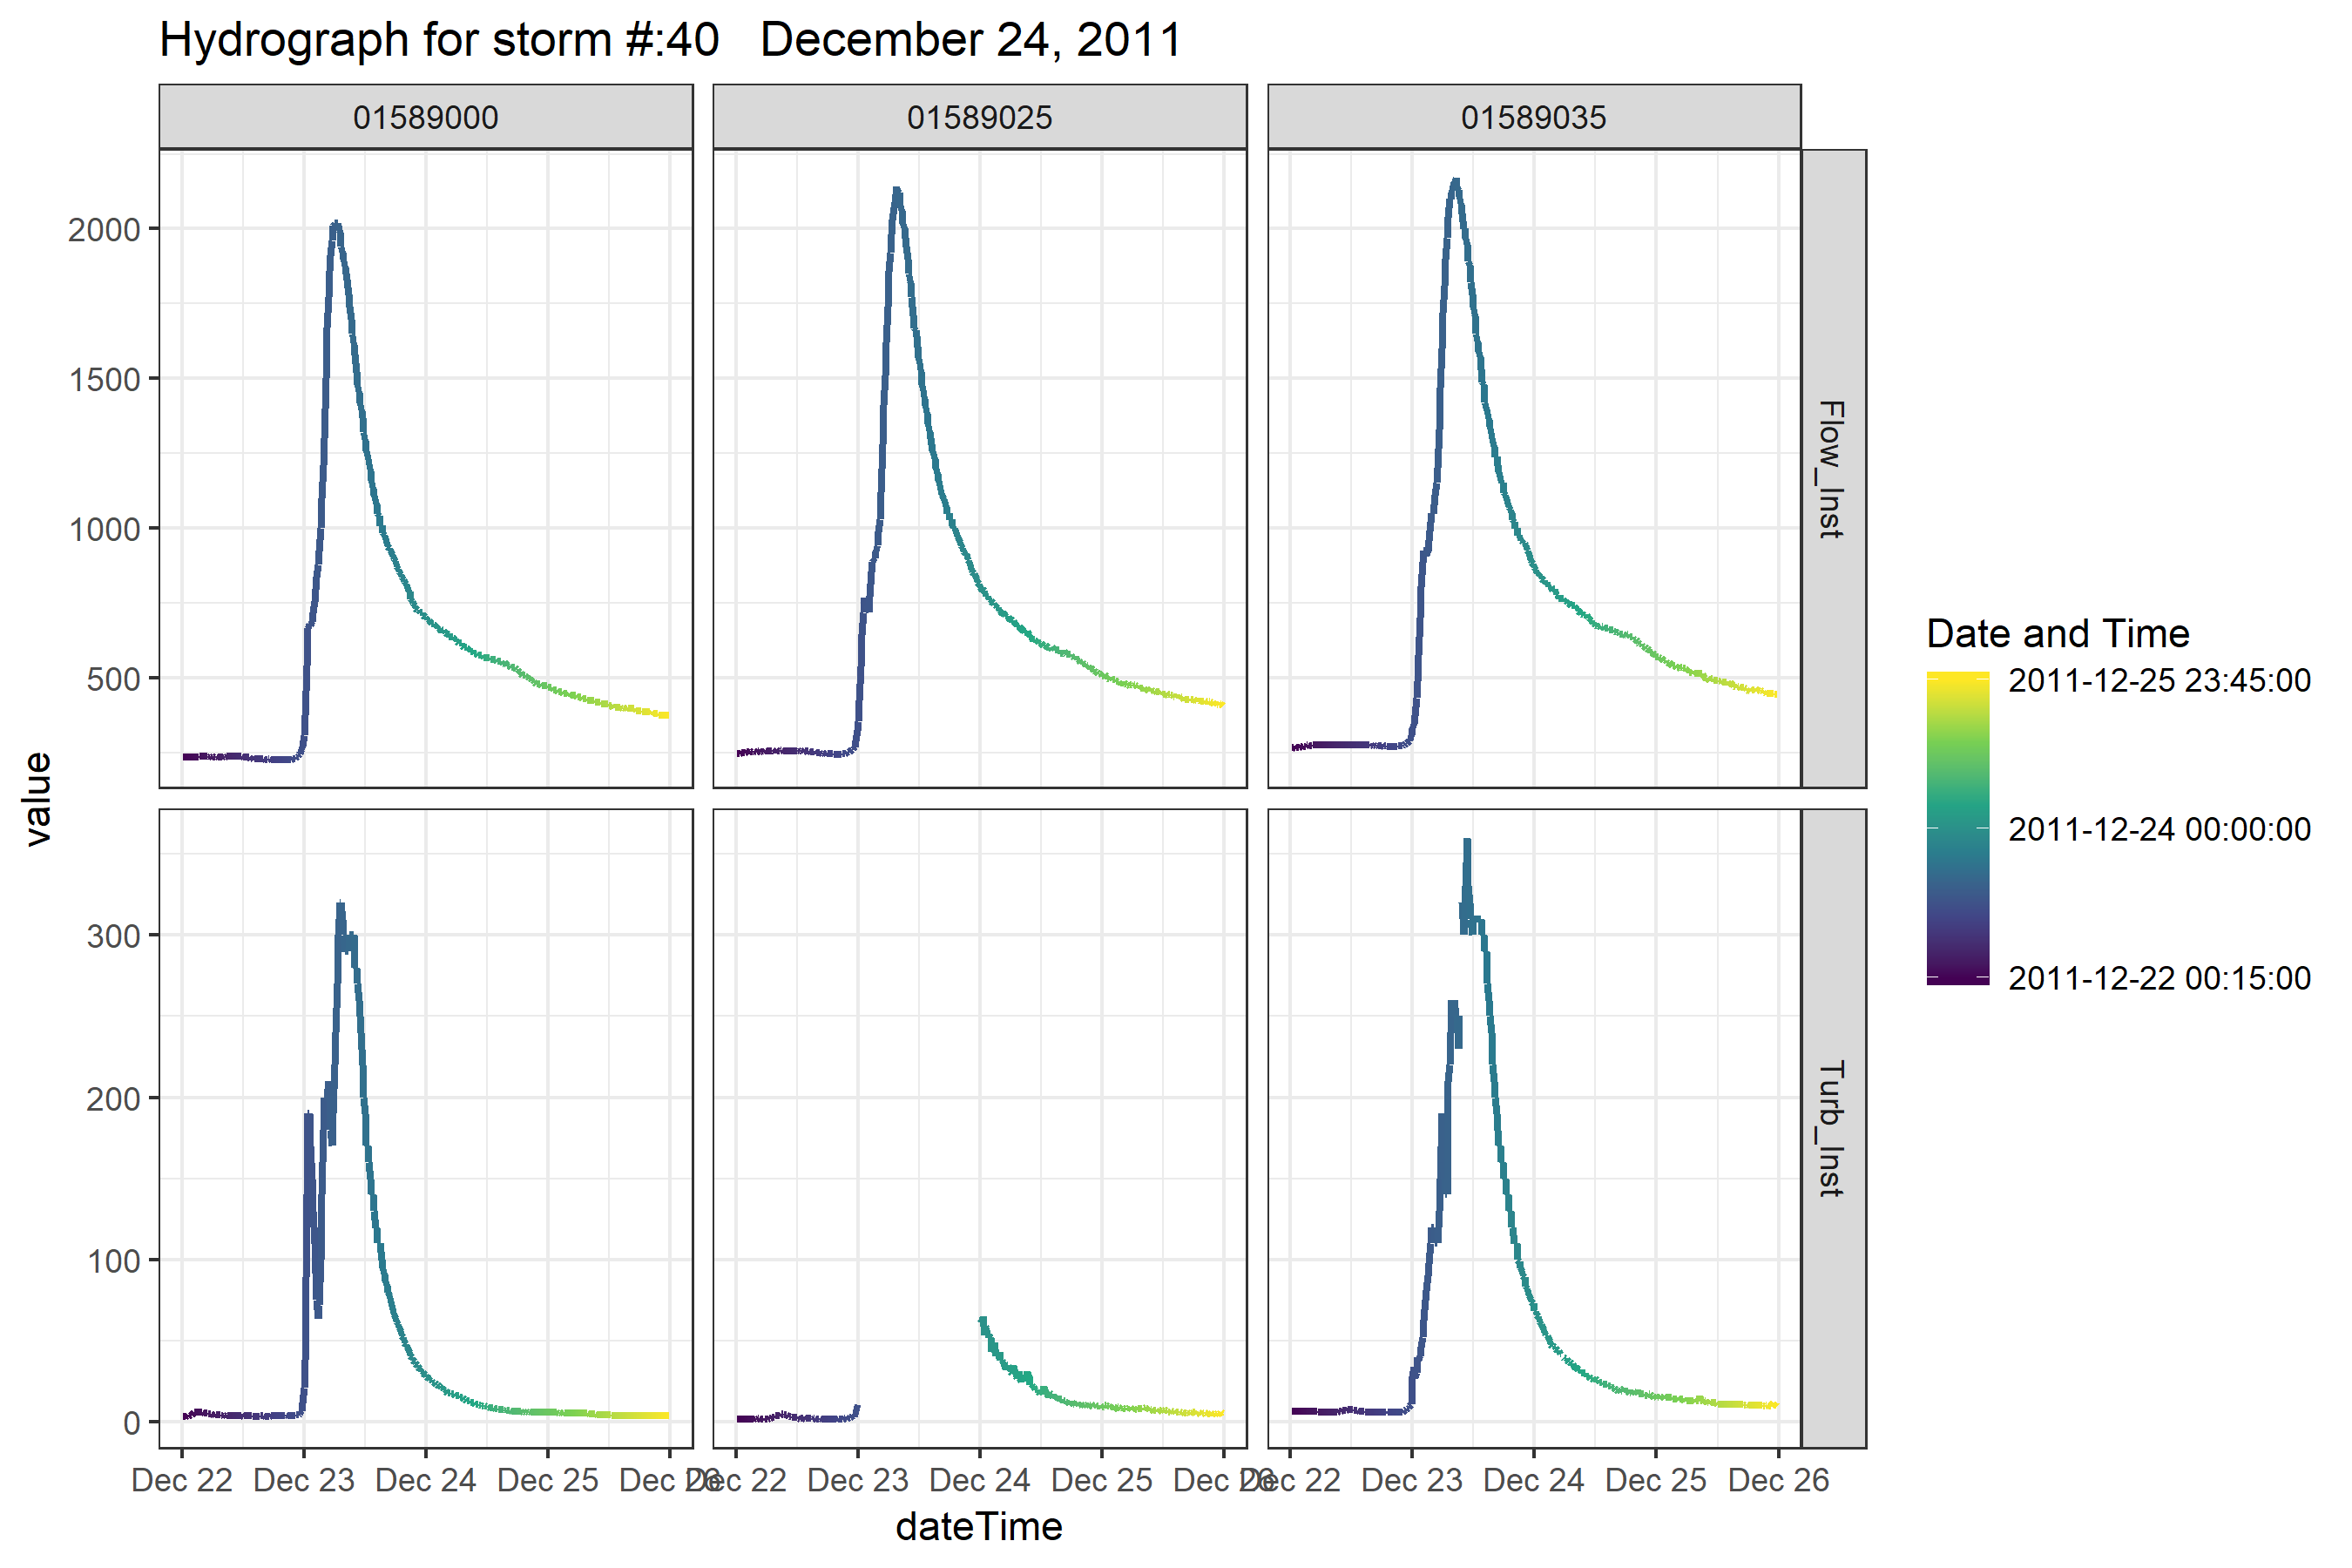 Hydrograph for storm #:40   December 24, 2011
01589000
01589025
01589035
2000
1500
1000
500
Flow_Inst
300
200
100
0
Turb_Inst
value
Dec 22
Dec 23
Dec 24
Dec 25
Dec 26
Dec 22
Dec 23
Dec 24
Dec 25
Dec 26
Dec 22
Dec 23
Dec 24
Dec 25
Dec 26
dateTime
Date and Time
2011-12-25 23:45:00
2011-12-24 00:00:00
2011-12-22 00:15:00